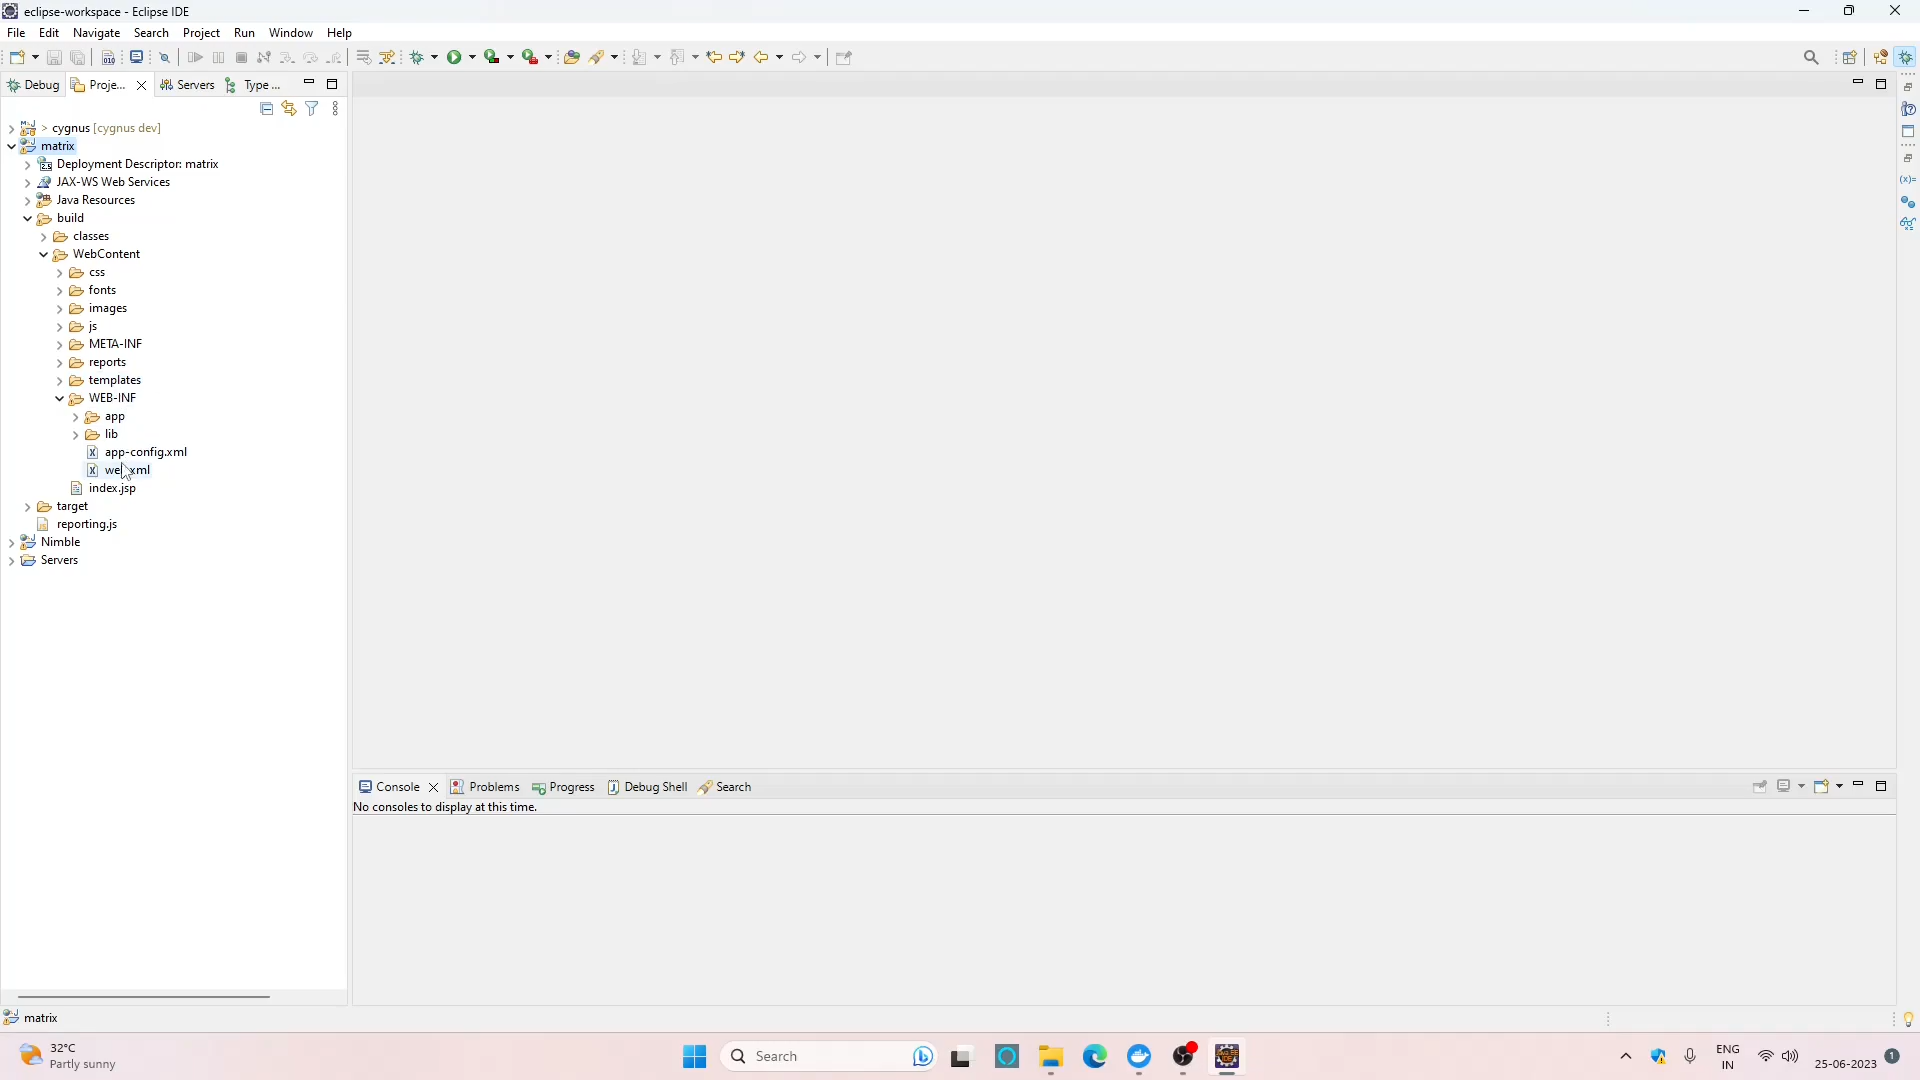 eclipse-workspace - Eclipse IDE
File Edit Navigate Search Project Run Window Help
Debug Proje... Servers Type ...
> cygnus [cygnus dev]
matrix
Deployment Descriptor: matrix
JAX-WS Web Services
Java Resources
build
classes
WebContent
css
fonts
images
js
META-INF
reports
templates
WEB-INF
app
lib
app-config.xml
index.jsp
target
reporting.js
Nimble
Servers
Console Problems Progress Debug Shell Search
No consoles to display at this time.
matrix
32°C
Partly sunny
Search
ENG
IN
25-06-2023
1